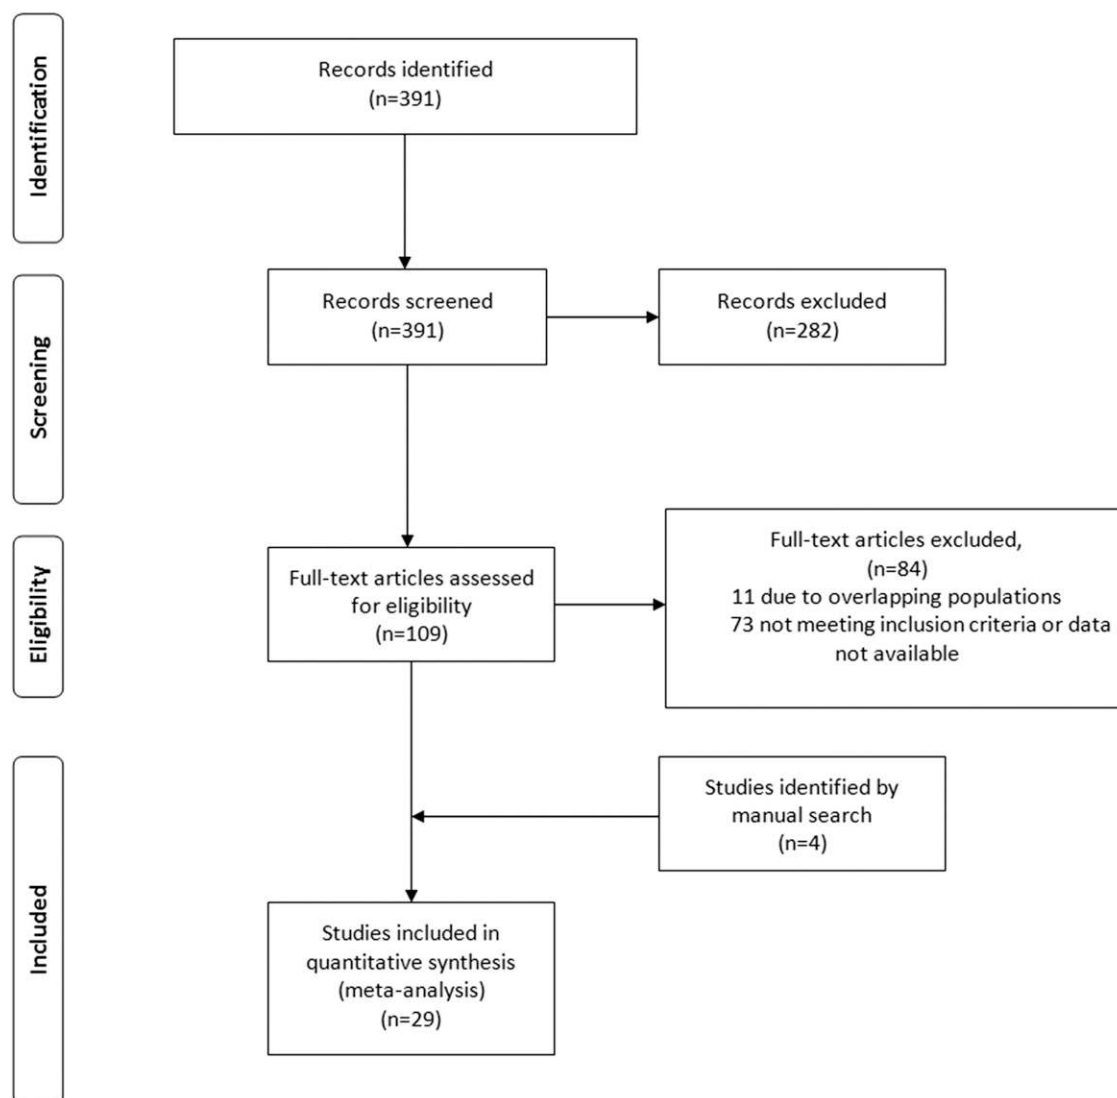 Identification
Records identified
(n=391)
Screening
Records screened
(n=391)
Records excluded
(n=282)
Eligibility
Full-text articles assessed
for eligibility
(n=109)
Full-text articles excluded,
(n=84)
11 due to overlapping populations
73 not meeting inclusion criteria or data
not available
Included
Studies identified by
manual search
(n=4)
Studies included in
quantitative synthesis
(meta-analysis)
(n=29)